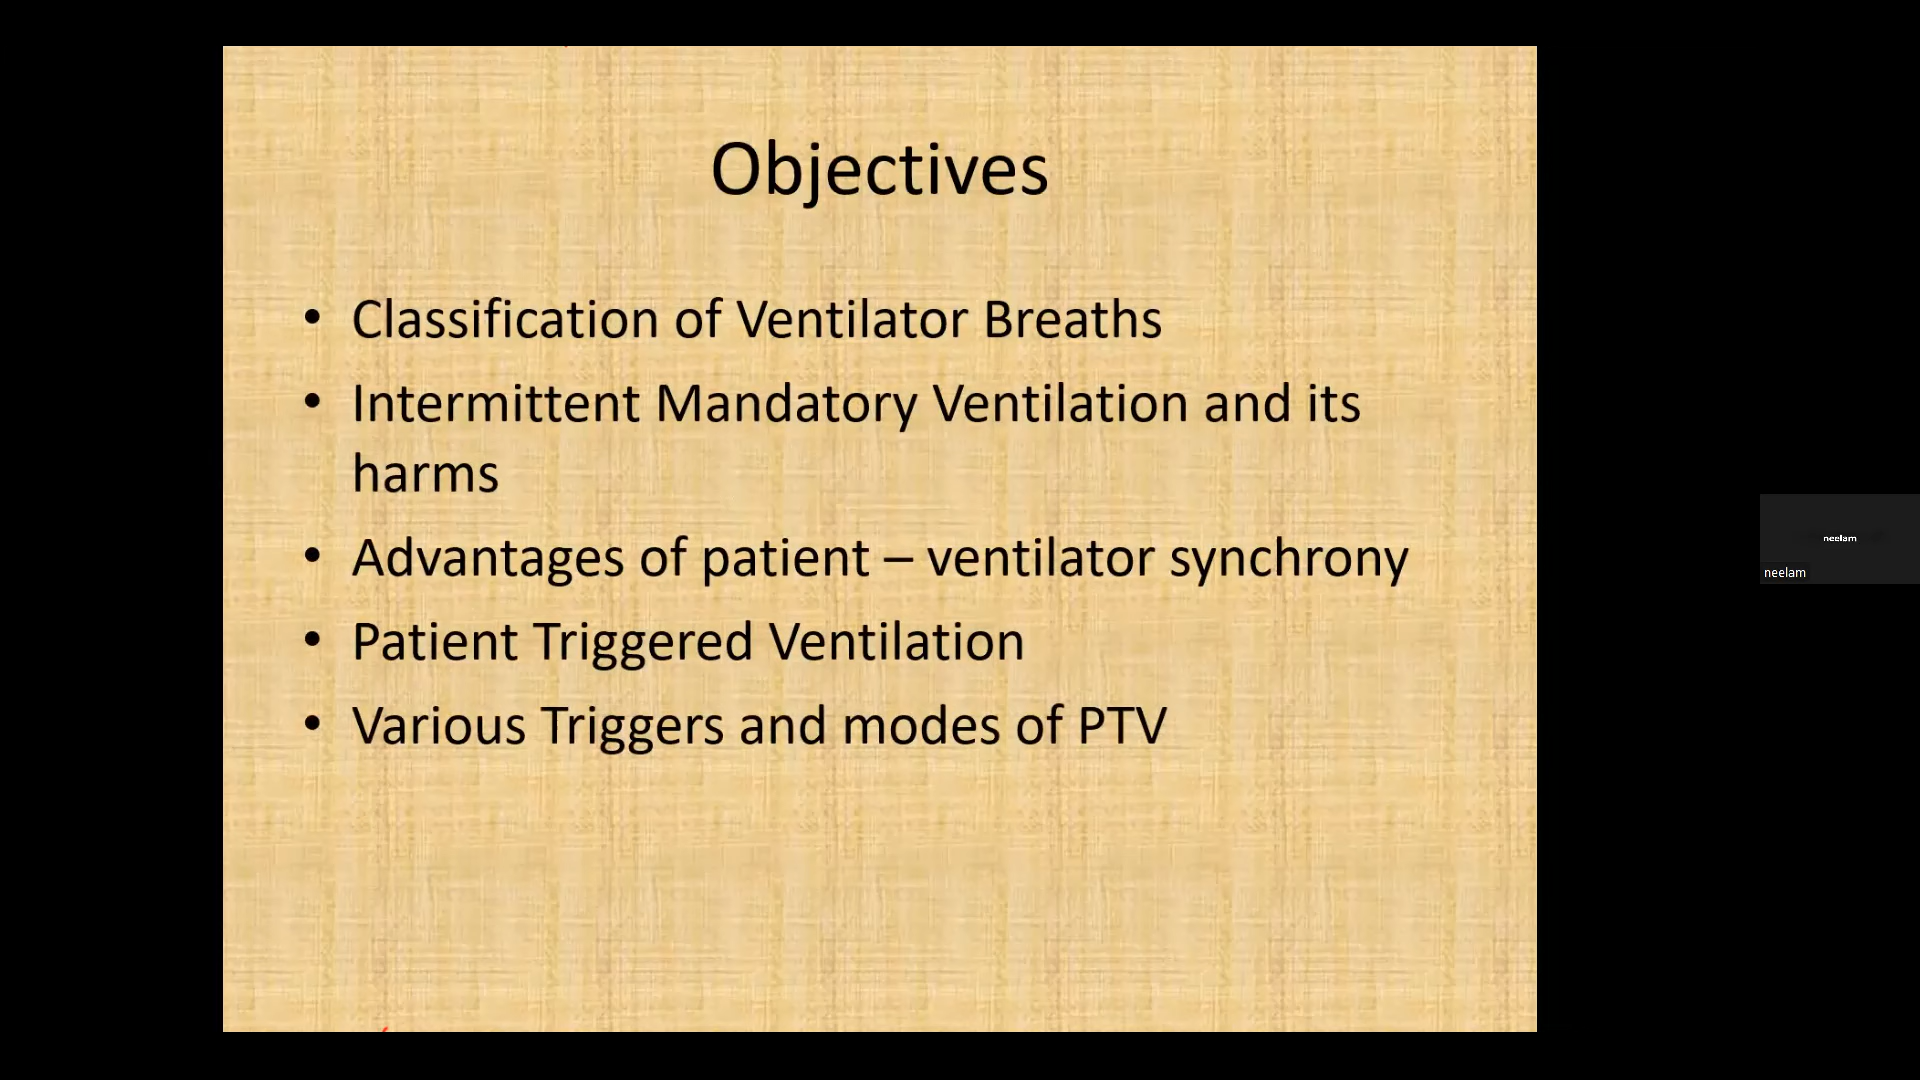 Objectives
• Classification of Ventilator Breaths
• Intermittent Mandatory Ventilation and its
harms
• Advantages of patient – ventilator synchrony
• Patient Triggered Ventilation
• Various Triggers and modes of PTV
neelam
neelam